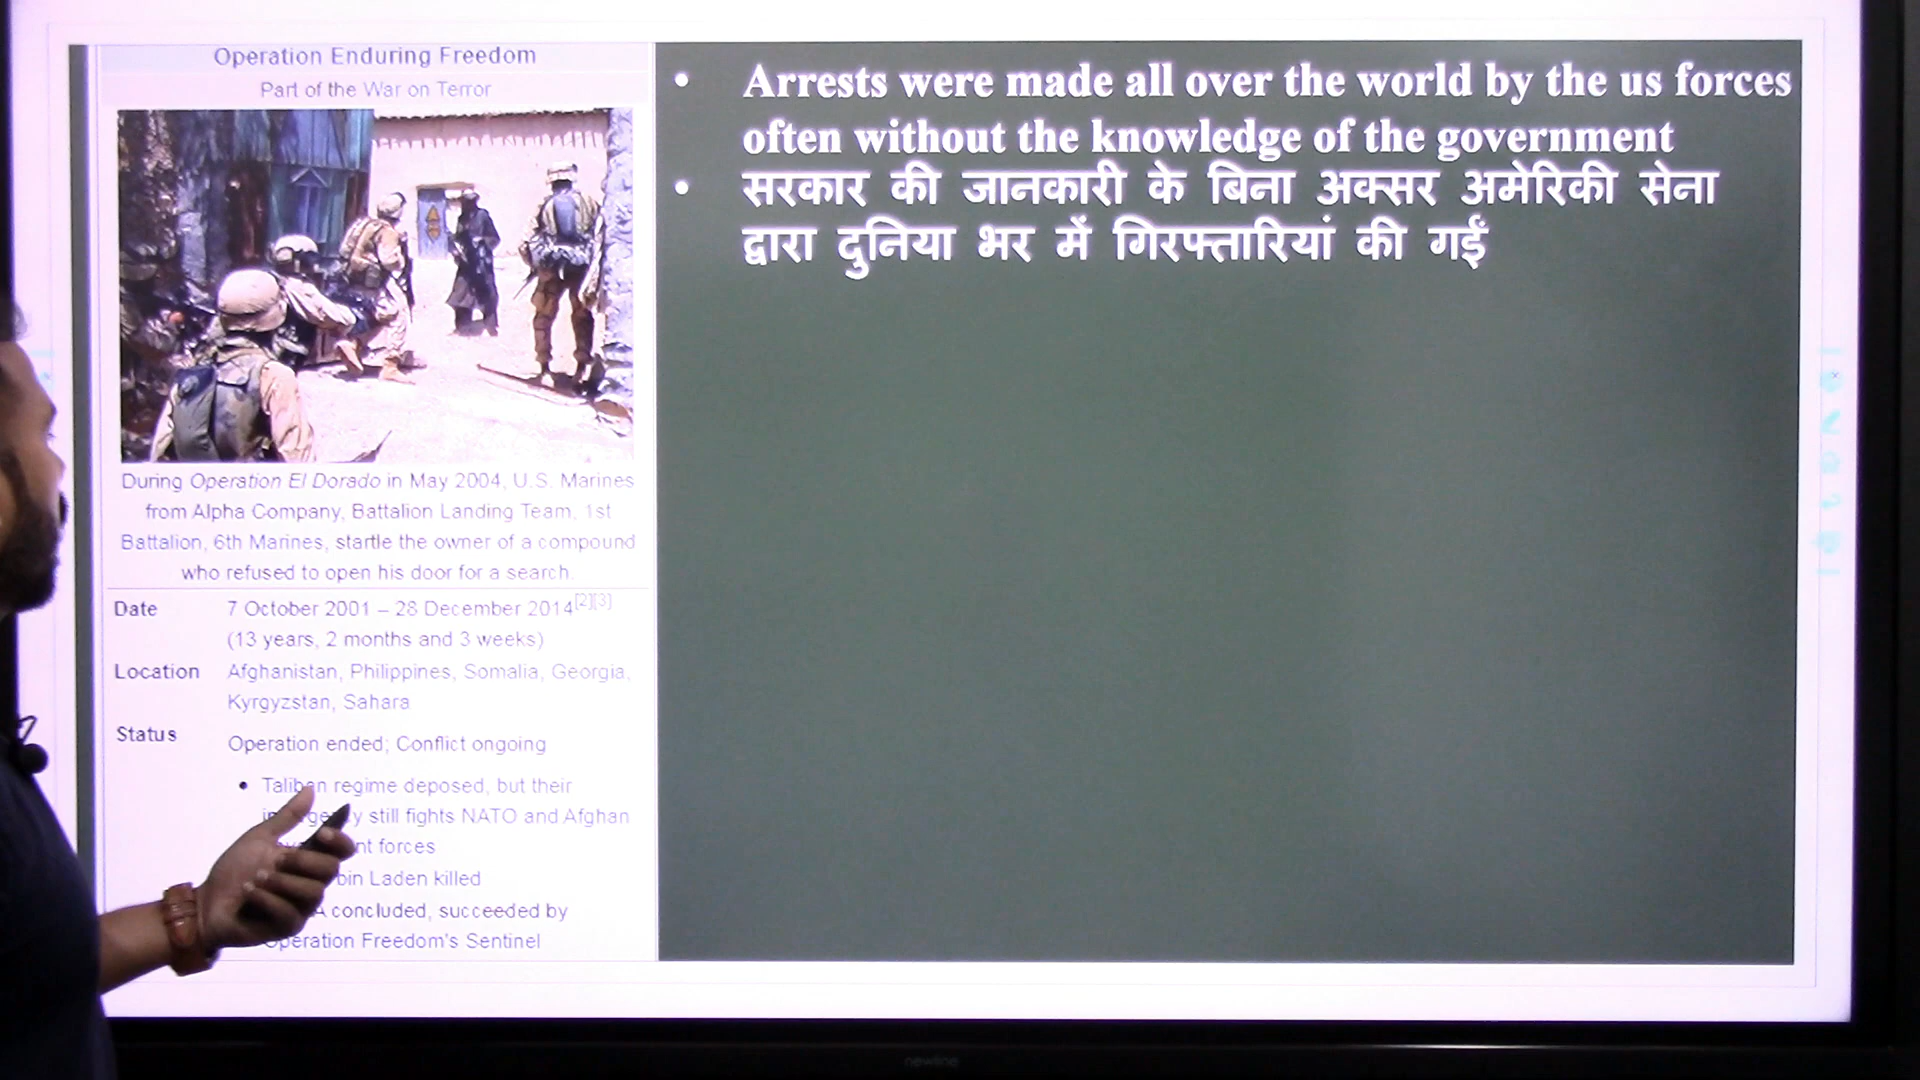 Operation Enduring Freedom
Part of the War on Terror
During Operation El Dorado in May 2004, U.S. Marines
from Alpha Company, Battalion Landing Team, 1st
Battalion, 6th Marines, startle the owner of a compound
who refused to open his door for a search.
Date 7 October 2001 – 28 December 2014[2][3]
(13 years, 2 months and 3 weeks)
Location Afghanistan, Philippines, Somalia, Georgia,
Kyrgyzstan, Sahara
Status Operation ended; Conflict ongoing
• Taliban regime deposed, but their
still fights NATO and Afghan
forces
bin Laden killed
concluded, succeeded by
Operation Freedom's Sentinel
• Arrests were made all over the world by the us forces
often without the knowledge of the government
• सरकार की जानकारी के बिना अक्सर अमेरिकी सेना
द्वारा दुनिया भर में गिरफ्तारियां की गईं
newline